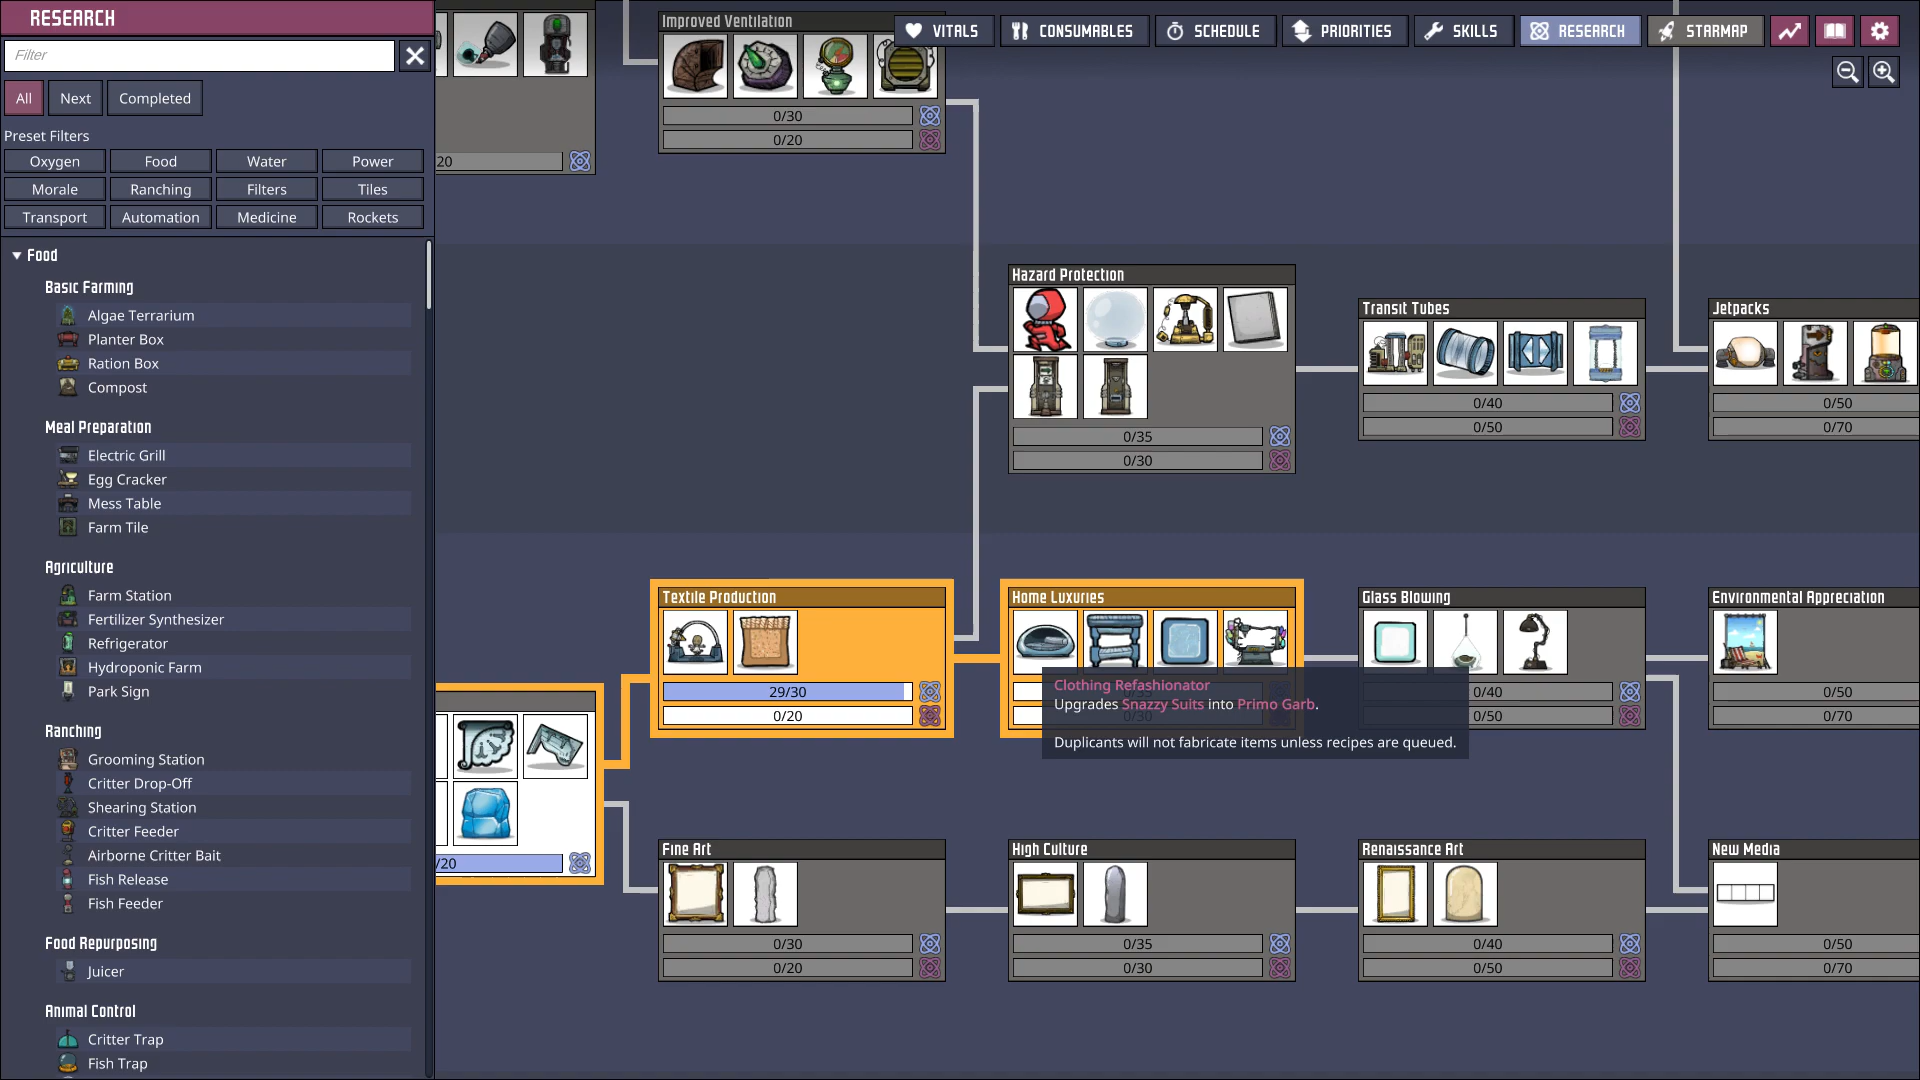 RESEARCH
Filter
All
Next
Completed
Preset Filters
Oxygen
Food
Water
Power
Morale
Ranching
Filters
Tiles
Transport
Automation
Medicine
Rockets
Food
Basic Farming
Algae Terrarium
Planter Box
Ration Box
Compost
Meal Preparation
Electric Grill
Egg Cracker
Mess Table
Farm Tile
Agriculture
Farm Station
Fertilizer Synthesizer
Refrigerator
Hydroponic Farm
Park Sign
Ranching
Grooming Station
Critter Drop-Off
Shearing Station
Critter Feeder
Airborne Critter Bait
Fish Release
Fish Feeder
Food Repurposing
Juicer
Animal Control
Critter Trap
Fish Trap
VITALS
CONSUMABLES
SCHEDULE
PRIORITIES
SKILLS
RESEARCH
STARMAP
20
Improved Ventilation
0/30
0/20
Hazard Protection
0/35
0/30
Transit Tubes
0/40
0/50
Jetpacks
0/50
0/70
/20
Textile Production
29/30
0/20
Home Luxuries
Clothing Refashionator
Upgrades Snazzy Suits into Primo Garb.
Duplicants will not fabricate items unless recipes are queued.
Glass Blowing
0/40
0/50
Environmental Appreciation
0/50
0/70
Fine Art
0/30
0/20
High Culture
0/35
0/30
Renaissance Art
0/40
0/50
New Media
0/50
0/70